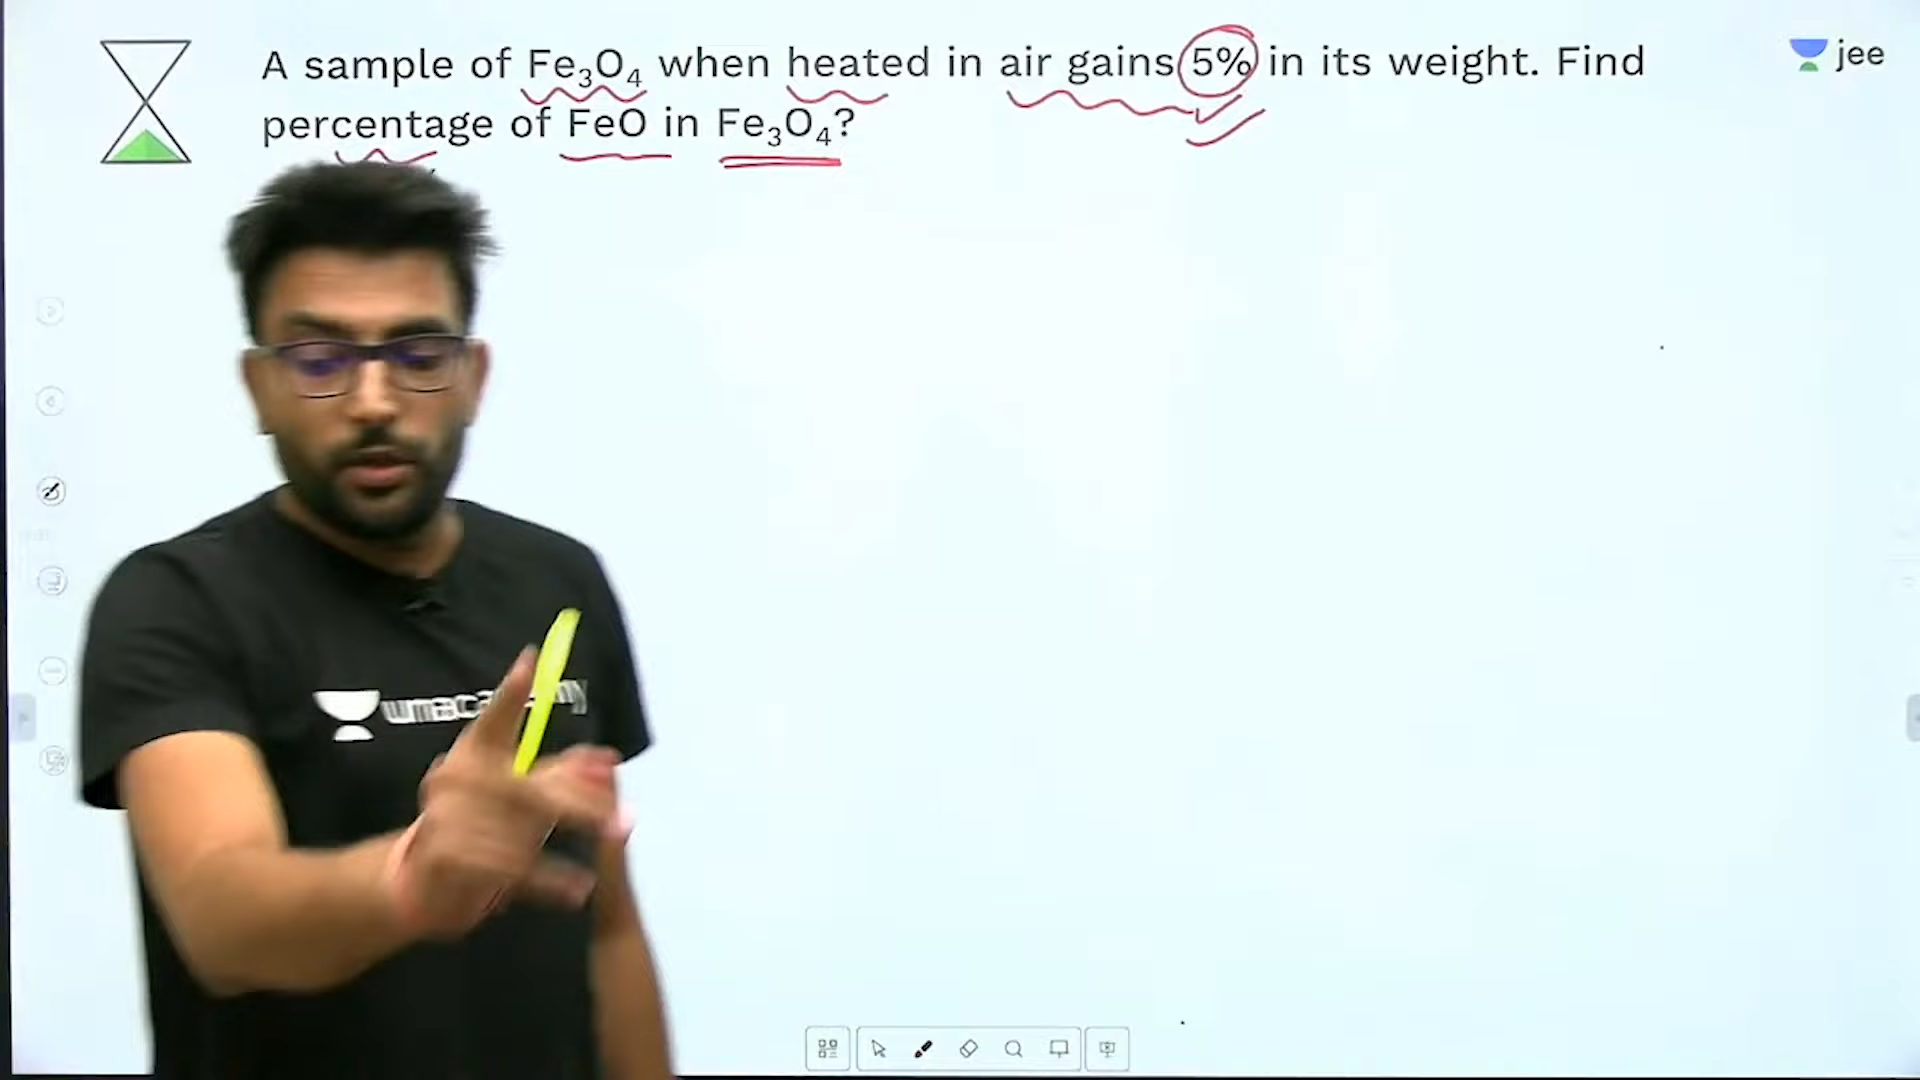 A sample of Fe₃O₄ when heated in air gains 5% in its weight. Find
percentage of FeO in Fe₃O₄?
jee